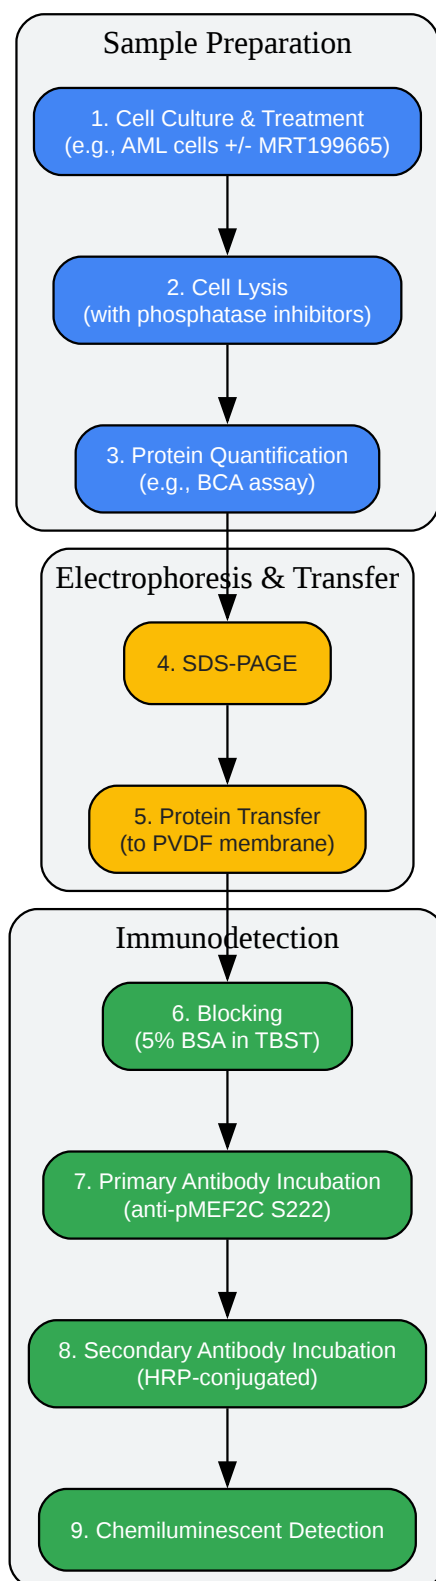 Sample Preparation
1. Cell Culture & Treatment
(e.g., AML cells +/- MRT199665)
2. Cell Lysis
(with phosphatase inhibitors)
3. Protein Quantification
(e.g., BCA assay)
Electrophoresis & Transfer
4. SDS-PAGE
5. Protein Transfer
(to PVDF membrane)
Immunodetection
6. Blocking
(5% BSA in TBST)
7. Primary Antibody Incubation
(anti-pMEF2C S222)
8. Secondary Antibody Incubation
(HRP-conjugated)
9. Chemiluminescent Detection